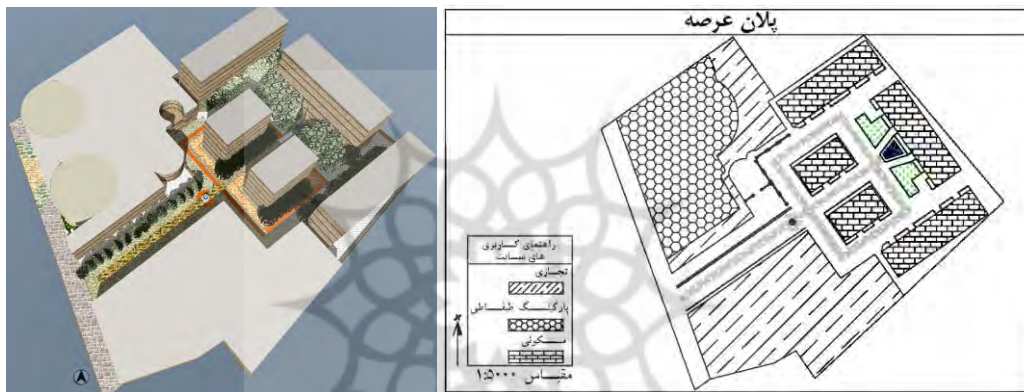 پلان عرصه
راهنمای کاربری
های سایت
تجاری
پارکینگ طبقاتی
مسکونی
مقیاس ۱:۵۰۰۰